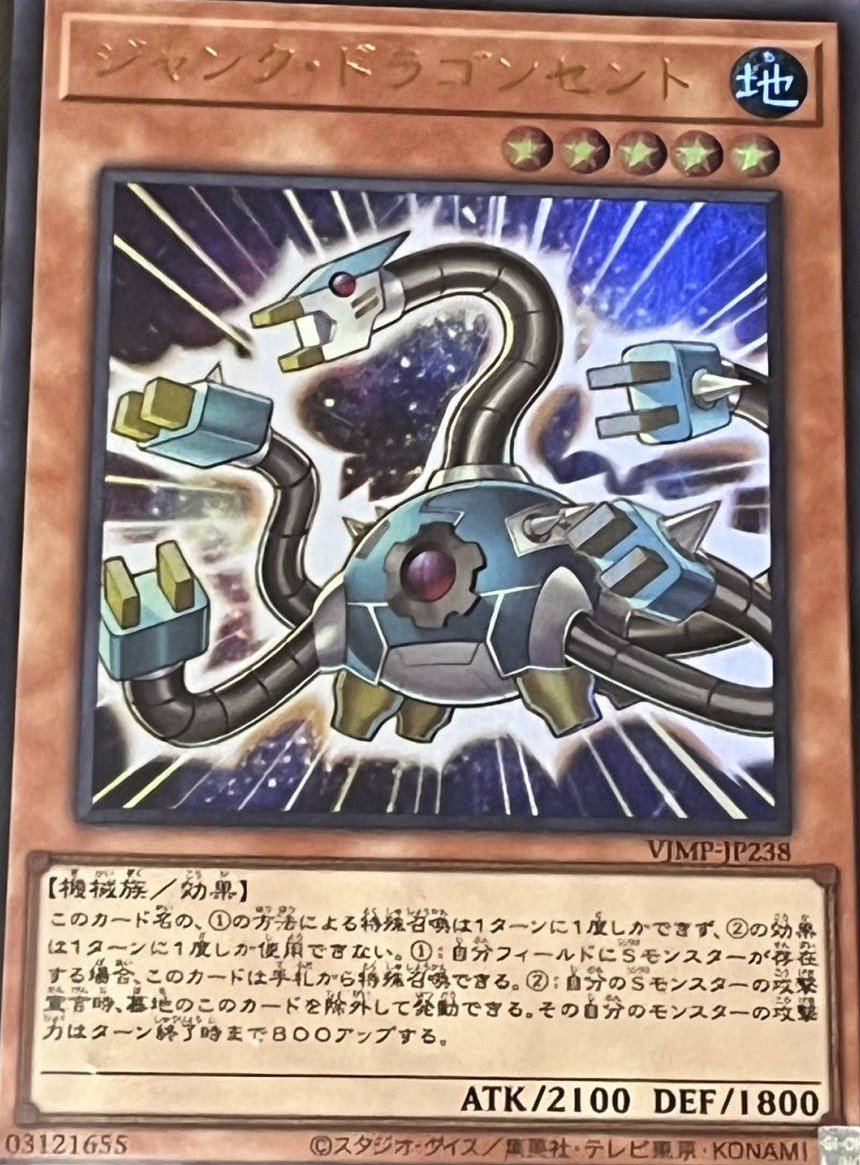 ジャンク・ドラゴンセント
地
VJMP-JP238
【機械族／効果】
このカード名の、①の方法による特殊召喚は１ターンに１度しかできず、②の効果
は１ターンに１度しか使用できない。①：自分フィールドにＳモンスターが存在
する場合、このカードは手札から特殊召喚できる。②：自分のＳモンスターの攻撃
宣言時、墓地のこのカードを除外して発動できる。その自分のモンスターの攻撃
力はターン終了時まで８００アップする。
ATK/2100 DEF/1800
03121655
©スタジオ・ダイス／集英社・テレビ東京・KONAMI